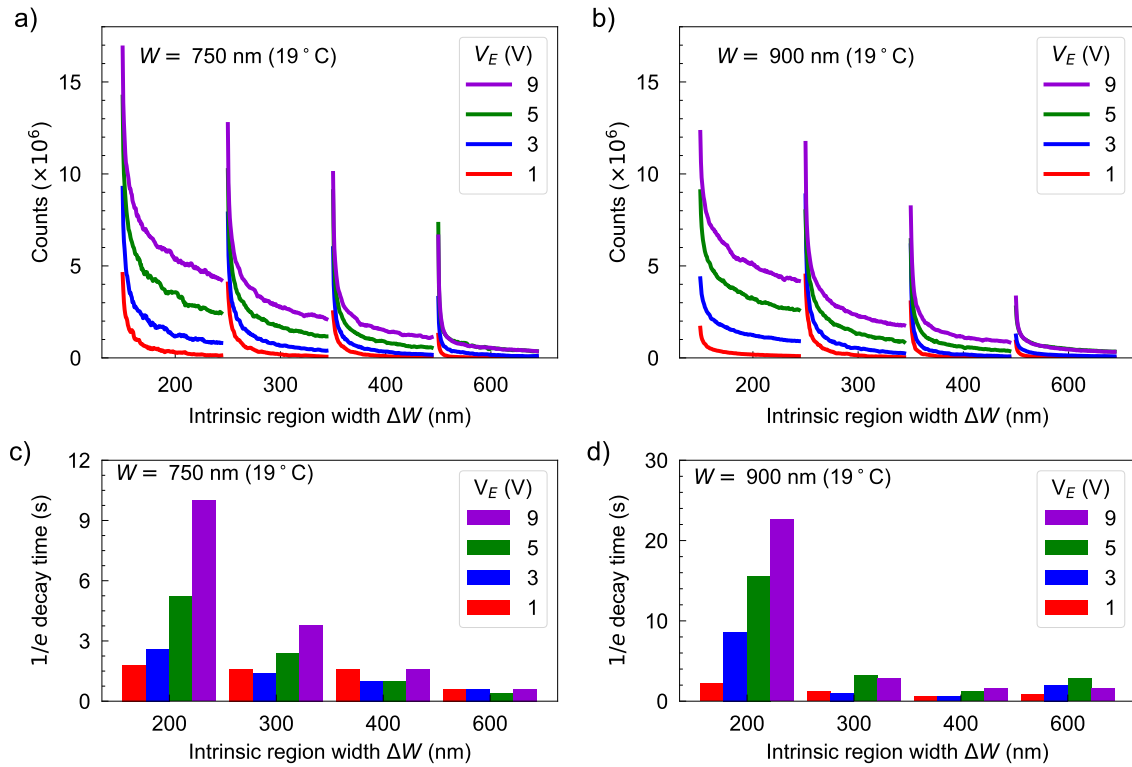 a)
W = 750 nm (19°C)
V_E (V)
9
5
3
1
15
10
5
0
Counts (×10⁶)
200
300
400
600
Intrinsic region width ΔW (nm)
b)
W = 900 nm (19°C)
V_E (V)
9
5
3
1
15
10
5
0
Counts (×10⁶)
200
300
400
600
Intrinsic region width ΔW (nm)
c)
W = 750 nm (19°C)
V_E (V)
9
5
3
1
12
9
6
3
0
1/e decay time (s)
200
300
400
600
Intrinsic region width ΔW (nm)
d)
W = 900 nm (19°C)
V_E (V)
9
5
3
1
30
20
10
0
1/e decay time (s)
200
300
400
600
Intrinsic region width ΔW (nm)